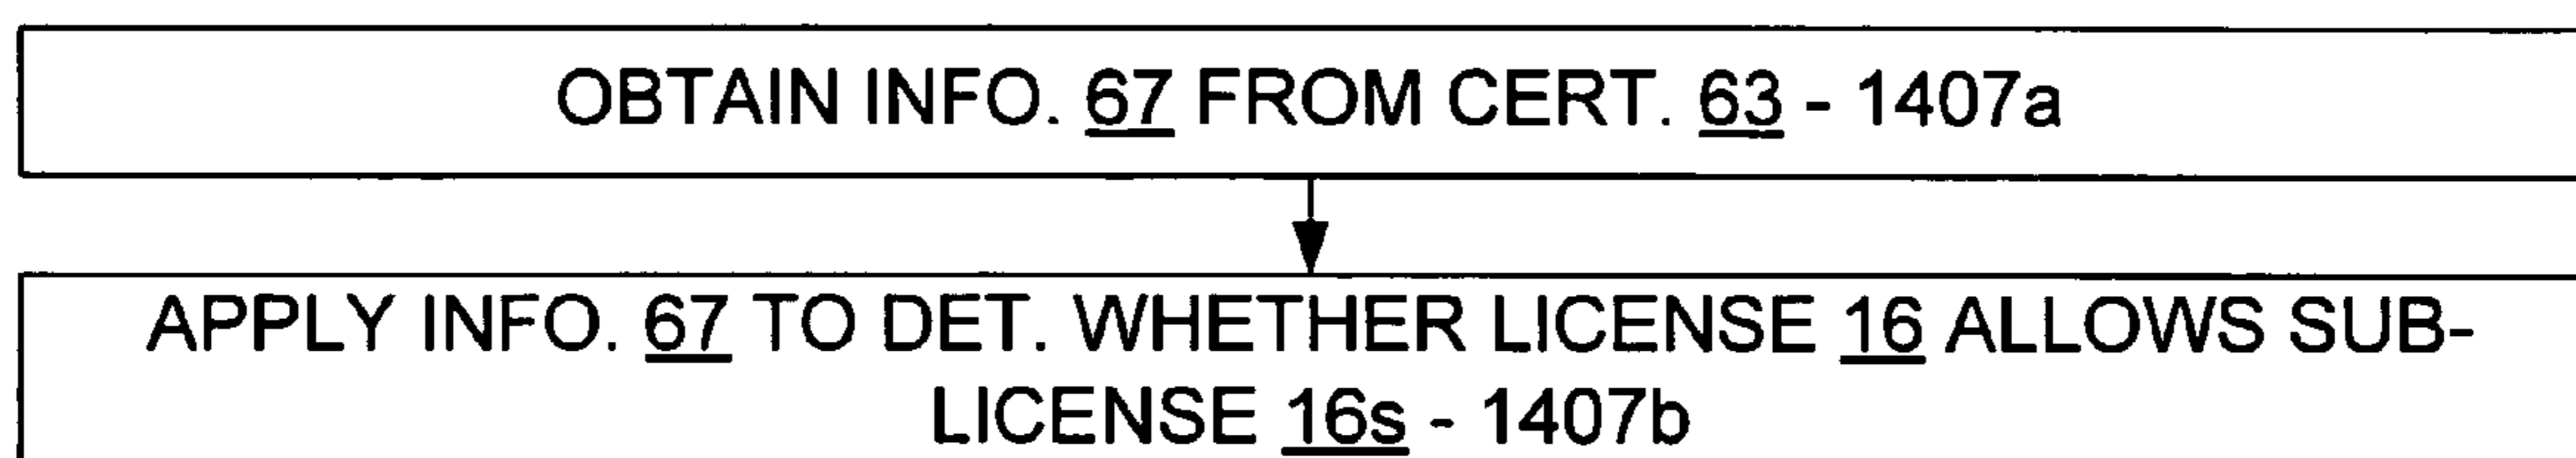 OBTAIN INFO. 67 FROM CERT. 63 - 1407a
APPLY INFO. 67 TO DET. WHETHER LICENSE 16 ALLOWS SUB-
LICENSE 16s - 1407b